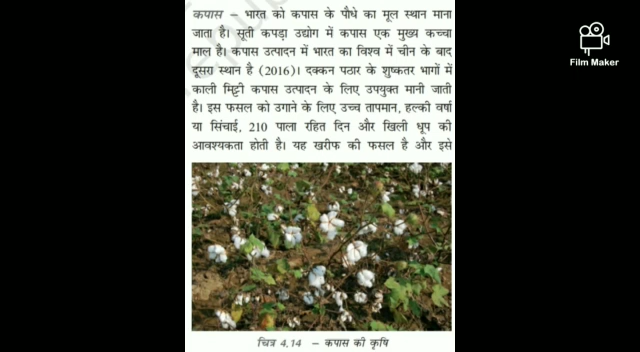 कपास – भारत को कपास के पौधे का मूल स्थान माना
जाता है। सूती कपड़ा उद्योग में कपास एक मुख्य कच्चा
माल है। कपास उत्पादन में भारत का विश्व में चीन के बाद
दूसरा स्थान है (2016)। दक्कन पठार के शुष्कतर भागों में
काली मिट्टी कपास उत्पादन के लिए उपयुक्त मानी जाती
है। इस फसल को उगाने के लिए उच्च तापमान, हल्की वर्षा
या सिंचाई, 210 पाला रहित दिन और खिली धूप की
आवश्यकता होती है। यह खरीफ की फसल है और इसे
चित्र 4.14 – कपास की कृषि
Film Maker